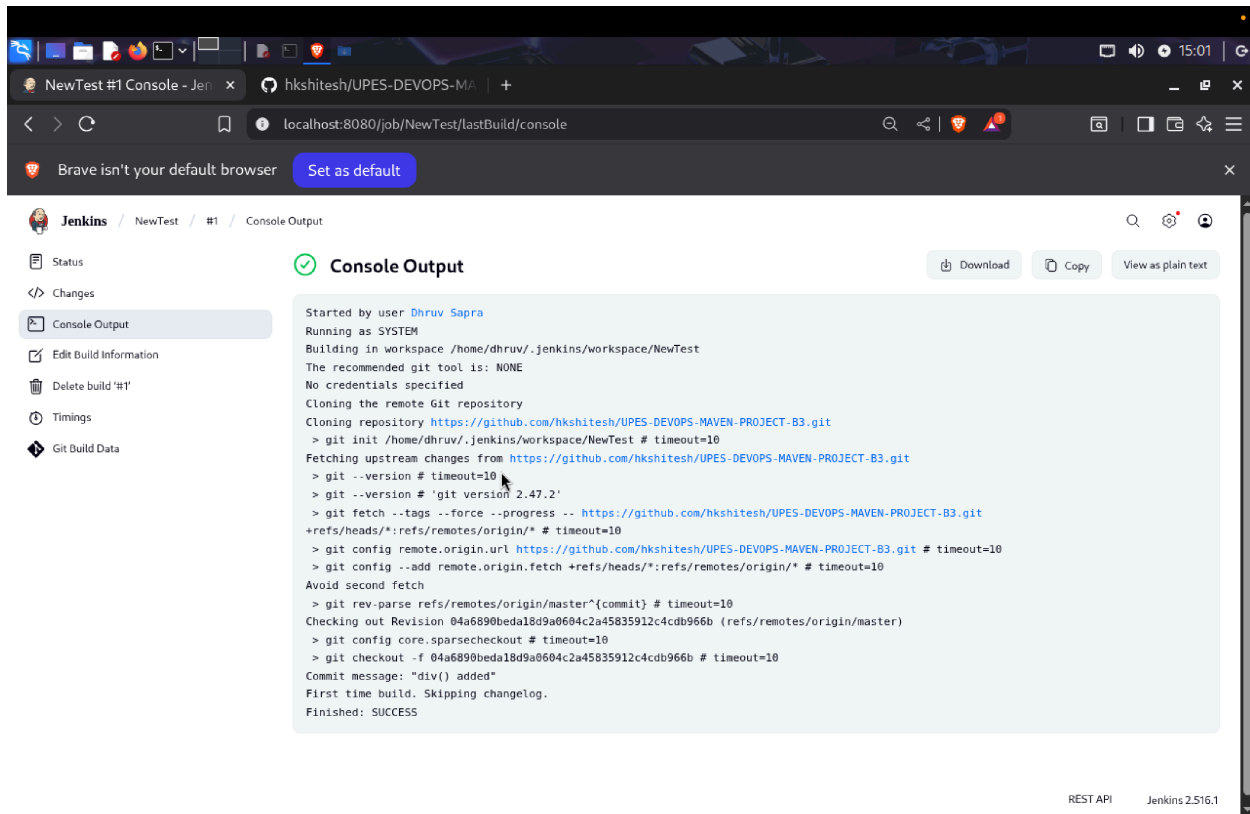 15:01
NewTest #1 Console - Jen
hkshitesh/UPES-DEVOPS-MA
localhost:8080/job/NewTest/lastBuild/console
1
Brave isn't your default browser
Set as default
Jenkins / NewTest / #1 / Console Output
Status
Changes
Console Output
Edit Build Information
Delete build '#1'
Timings
Git Build Data
Console Output
Download
Copy
View as plain text
Started by user Dhruv Sapra
Running as SYSTEM
Building in workspace /home/dhruv/.jenkins/workspace/NewTest
The recommended git tool is: NONE
No credentials specified
Cloning the remote Git repository
Cloning repository https://github.com/hkshitesh/UPES-DEVOPS-MAVEN-PROJECT-B3.git
> git init /home/dhruv/.jenkins/workspace/NewTest # timeout=10
Fetching upstream changes from https://github.com/hkshitesh/UPES-DEVOPS-MAVEN-PROJECT-B3.git
> git --version # timeout=10
> git --version # 'git version 2.47.2'
> git fetch --tags --force --progress -- https://github.com/hkshitesh/UPES-DEVOPS-MAVEN-PROJECT-B3.git
+refs/heads/*:refs/remotes/origin/* # timeout=10
> git config remote.origin.url https://github.com/hkshitesh/UPES-DEVOPS-MAVEN-PROJECT-B3.git # timeout=10
> git config --add remote.origin.fetch +refs/heads/*:refs/remotes/origin/* # timeout=10
Avoid second fetch
> git rev-parse refs/remotes/origin/master^{commit} # timeout=10
Checking out Revision 04a6890beda18d9a0604c2a45835912c4cdb966b (refs/remotes/origin/master)
> git config core.sparsecheckout # timeout=10
> git checkout -f 04a6890beda18d9a0604c2a45835912c4cdb966b # timeout=10
Commit message: "div() added"
First time build. Skipping changelog.
Finished: SUCCESS
REST API
Jenkins 2.516.1